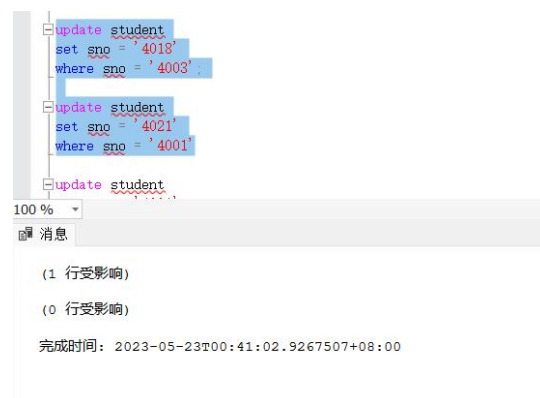 update student
set sno = '4018'
where sno = '4003';
update student
set sno = '4021'
where sno = '4001'
update student
100 %
消息
(1 行受影响)
(0 行受影响)
完成时间: 2023-05-23T00:41:02.9267507+08:00